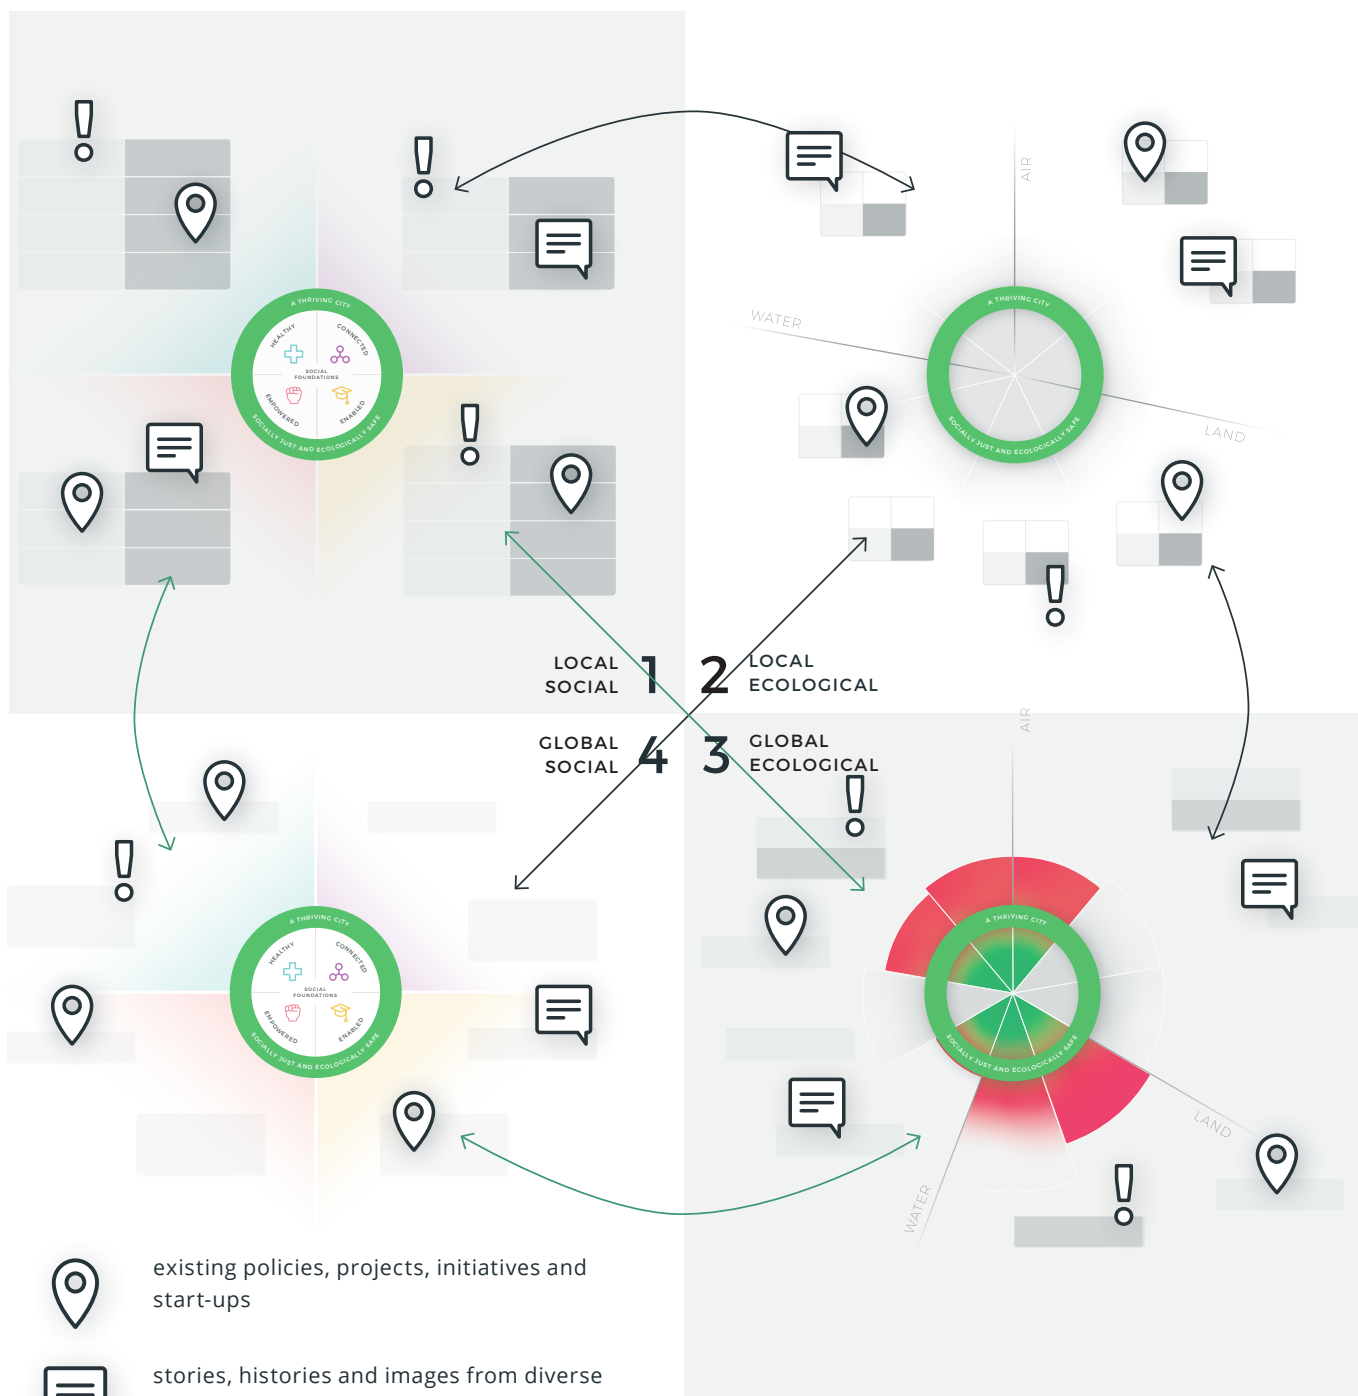 A THRIVING CITY
HEALTHY
CONNECTED
SOCIAL
FOUNDATIONS
EMPOWERED
ENABLED
SOCIALLY JUST AND ECOLOGICALLY SAFE
AIR
WATER
A THRIVING CITY
SOCIALLY JUST AND ECOLOGICALLY SAFE
LAND
LOCAL
SOCIAL
1
2
LOCAL
ECOLOGICAL
GLOBAL
SOCIAL
4
3
GLOBAL
ECOLOGICAL
A THRIVING CITY
HEALTHY
CONNECTED
SOCIAL
FOUNDATIONS
EMPOWERED
ENABLED
SOCIALLY JUST AND ECOLOGICALLY SAFE
AIR
A THRIVING CITY
SOCIALLY JUST AND ECOLOGICALLY SAFE
LAND
WATER
existing policies, projects, initiatives and
start-ups
stories, histories and images from diverse